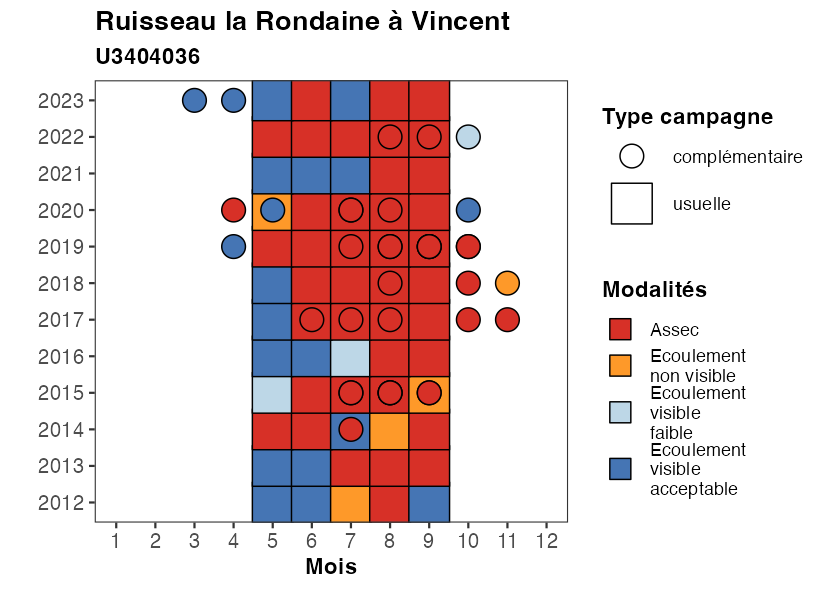 Ruisseau la Rondaine à Vincent
U3404036
2023
2022
2021
2020
2019
2018
2017
2016
2015
2014
2013
2012
1 2 3 4 5 6 7 8 9 10 11 12
Mois
Type campagne
complémentaire
usuelle
Modalités
Assec
Ecoulement
non visible
Ecoulement
visible
faible
Ecoulement
visible
acceptable